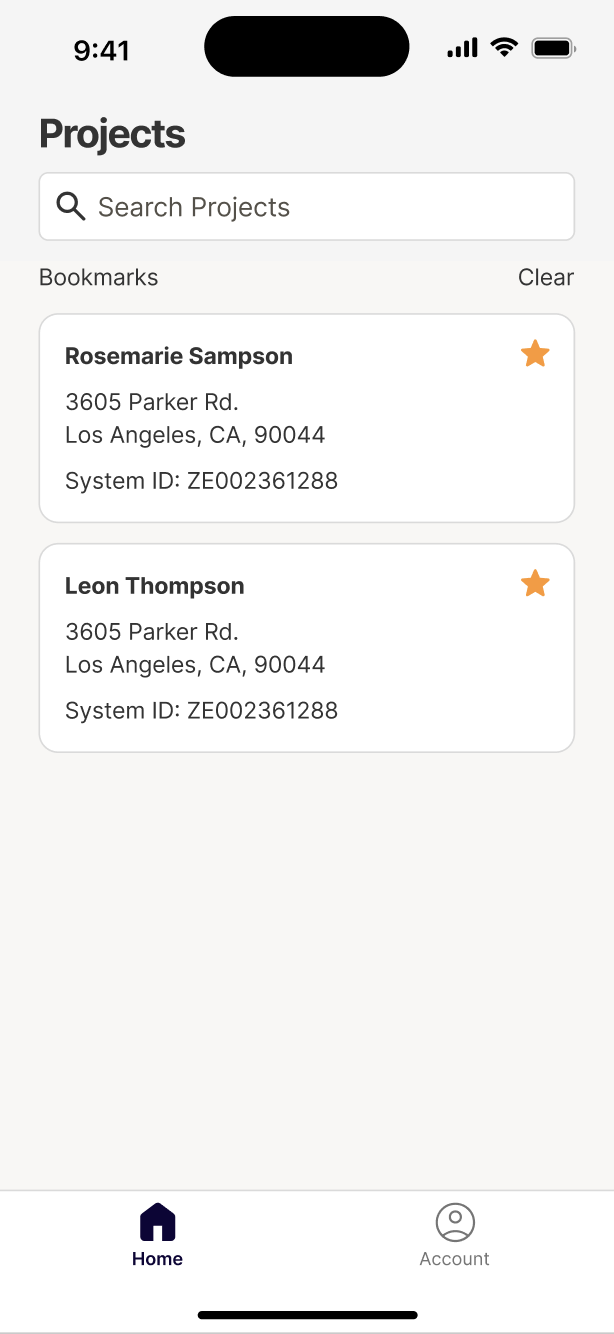 9:41
Projects
Search Projects
Bookmarks Clear
Rosemarie Sampson
3605 Parker Rd.
Los Angeles, CA, 90044
System ID: ZE002361288
Leon Thompson
3605 Parker Rd.
Los Angeles, CA, 90044
System ID: ZE002361288
Home Account